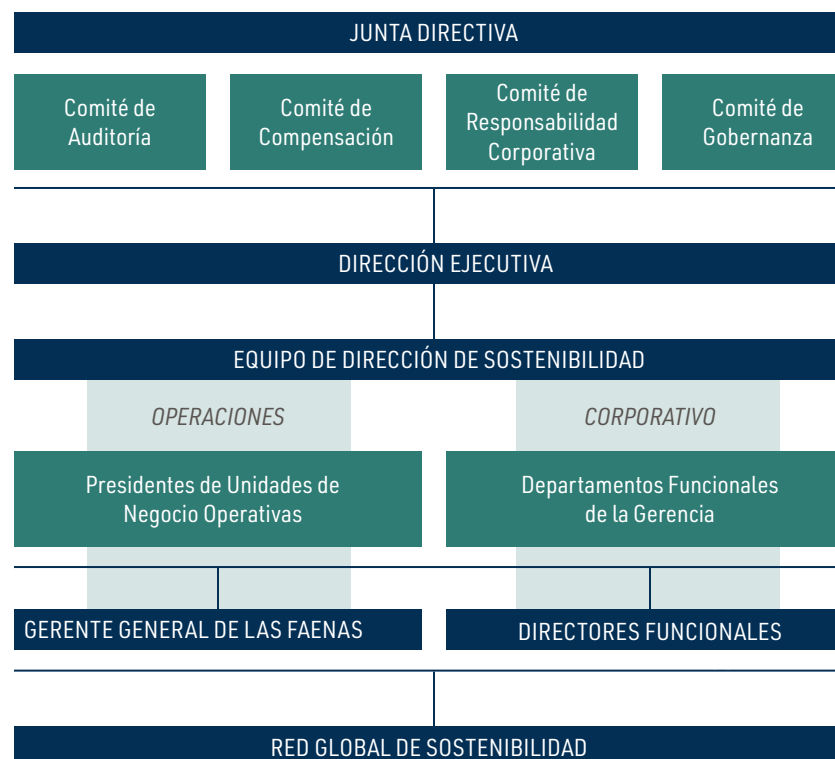 JUNTA DIRECTIVA
Comité de
Auditoría
Comité de
Compensación
Comité de
Responsabilidad
Corporativa
Comité de
Gobernanza
DIRECCIÓN EJECUTIVA
EQUIPO DE DIRECCIÓN DE SOSTENIBILIDAD
OPERACIONES
CORPORATIVO
Presidentes de Unidades de
Negocio Operativas
Departamentos Funcionales
de la Gerencia
GERENTE GENERAL DE LAS FAENAS
DIRECTORES FUNCIONALES
RED GLOBAL DE SOSTENIBILIDAD